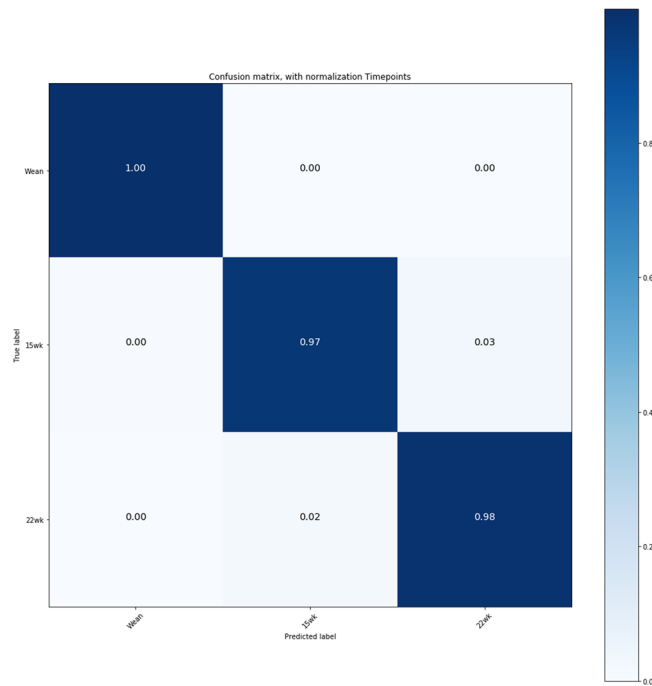 Confusion matrix, with normalization Timepoints
Wean
1.00
0.00
0.00
15wk
0.00
0.97
0.03
22wk
0.00
0.02
0.98
True label
Wean
15wk
22wk
Predicted label
0.8
0.6
0.4
0.2
0.0